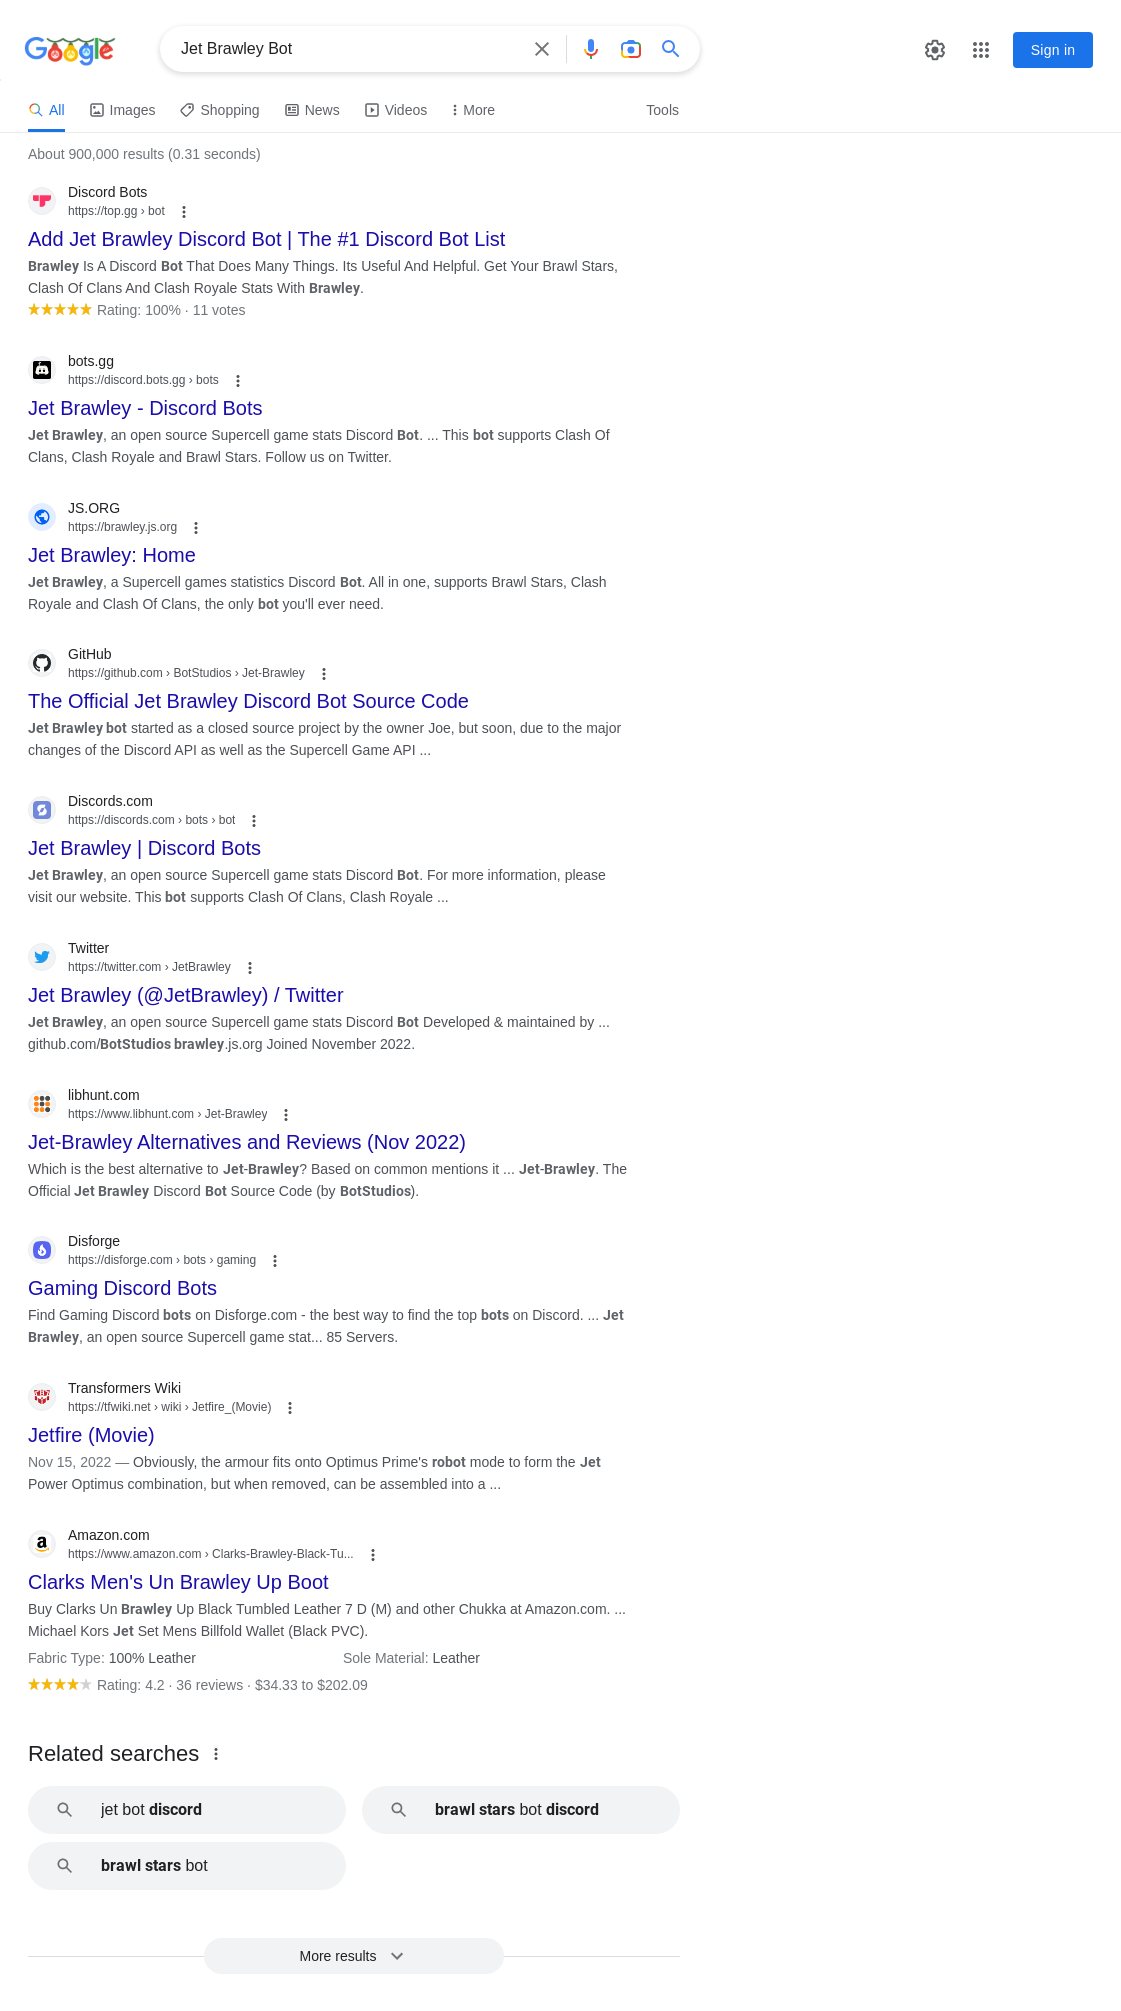 Google
Jet Brawley Bot
Sign in
All Images Shopping News Videos More Tools
About 900,000 results (0.31 seconds)
Discord Bots
https://top.gg › bot
Add Jet Brawley Discord Bot | The #1 Discord Bot List
Brawley Is A Discord Bot That Does Many Things. Its Useful And Helpful. Get Your Brawl Stars,
Clash Of Clans And Clash Royale Stats With Brawley.
Rating: 100% · 11 votes
bots.gg
https://discord.bots.gg › bots
Jet Brawley - Discord Bots
Jet Brawley, an open source Supercell game stats Discord Bot. ... This bot supports Clash Of
Clans, Clash Royale and Brawl Stars. Follow us on Twitter.
JS.ORG
https://brawley.js.org
Jet Brawley: Home
Jet Brawley, a Supercell games statistics Discord Bot. All in one, supports Brawl Stars, Clash
Royale and Clash Of Clans, the only bot you'll ever need.
GitHub
https://github.com › BotStudios › Jet-Brawley
The Official Jet Brawley Discord Bot Source Code
Jet Brawley bot started as a closed source project by the owner Joe, but soon, due to the major
changes of the Discord API as well as the Supercell Game API ...
Discords.com
https://discords.com › bots › bot
Jet Brawley | Discord Bots
Jet Brawley, an open source Supercell game stats Discord Bot. For more information, please
visit our website. This bot supports Clash Of Clans, Clash Royale ...
Twitter
https://twitter.com › JetBrawley
Jet Brawley (@JetBrawley) / Twitter
Jet Brawley, an open source Supercell game stats Discord Bot Developed & maintained by ...
github.com/BotStudios brawley.js.org Joined November 2022.
libhunt.com
https://www.libhunt.com › Jet-Brawley
Jet-Brawley Alternatives and Reviews (Nov 2022)
Which is the best alternative to Jet-Brawley? Based on common mentions it ... Jet-Brawley. The
Official Jet Brawley Discord Bot Source Code (by BotStudios).
Disforge
https://disforge.com › bots › gaming
Gaming Discord Bots
Find Gaming Discord bots on Disforge.com - the best way to find the top bots on Discord. ... Jet
Brawley, an open source Supercell game stat... 85 Servers.
Transformers Wiki
https://tfwiki.net › wiki › Jetfire_(Movie)
Jetfire (Movie)
Nov 15, 2022 — Obviously, the armour fits onto Optimus Prime's robot mode to form the Jet
Power Optimus combination, but when removed, can be assembled into a ...
Amazon.com
https://www.amazon.com › Clarks-Brawley-Black-Tu...
Clarks Men's Un Brawley Up Boot
Buy Clarks Un Brawley Up Black Tumbled Leather 7 D (M) and other Chukka at Amazon.com. ...
Michael Kors Jet Set Mens Billfold Wallet (Black PVC).
Fabric Type: 100% Leather Sole Material: Leather
Rating: 4.2 · 36 reviews · $34.33 to $202.09
Related searches
jet bot discord
brawl stars bot discord
brawl stars bot
More results